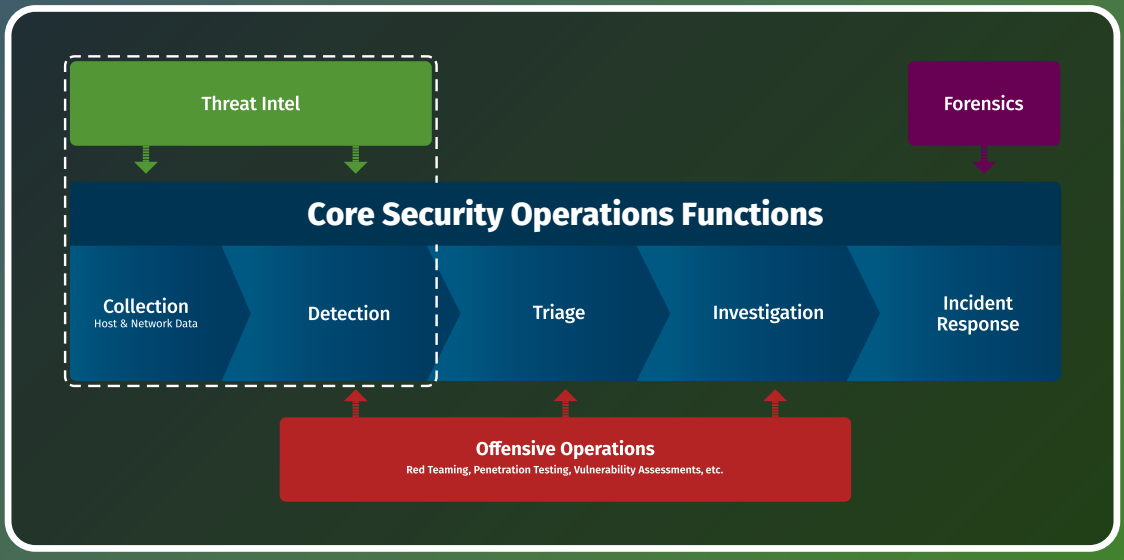 Threat Intel
Forensics
Core Security Operations Functions
Collection
Host & Network Data
Detection
Triage
Investigation
Incident
Response
Offensive Operations
Red Teaming, Penetration Testing, Vulnerability Assessments, etc.